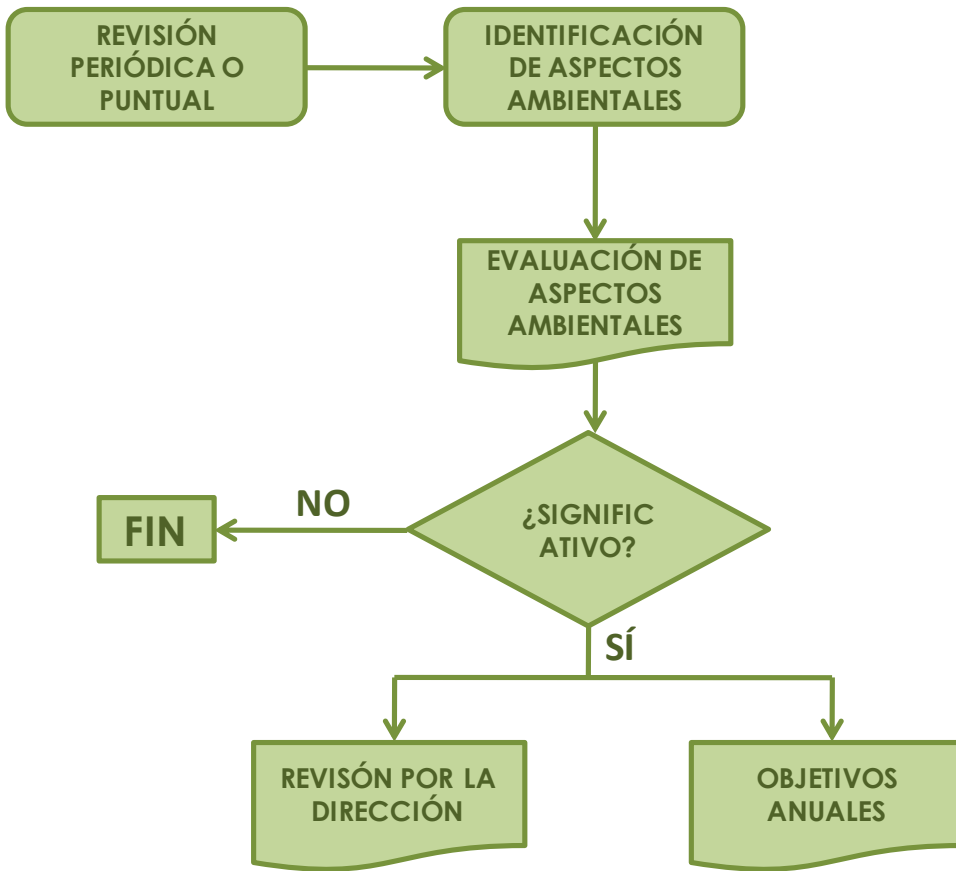 REVISIÓN
PERIÓDICA O
PUNTUAL
IDENTIFICACIÓN
DE ASPECTOS
AMBIENTALES
EVALUACIÓN DE
ASPECTOS
AMBIENTALES
¿SIGNIFIC
ATIVO?
NO
FIN
SÍ
REVISÓN POR LA
DIRECCIÓN
OBJETIVOS
ANUALES